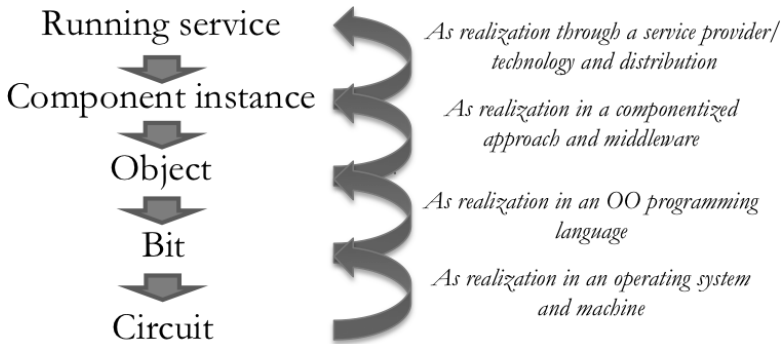 Running service
As realization through a service provider/
technology and distribution
Component instance
As realization in a componentized
approach and middleware
Object
As realization in an OO programming
language
Bit
As realization in an operating system
and machine
Circuit